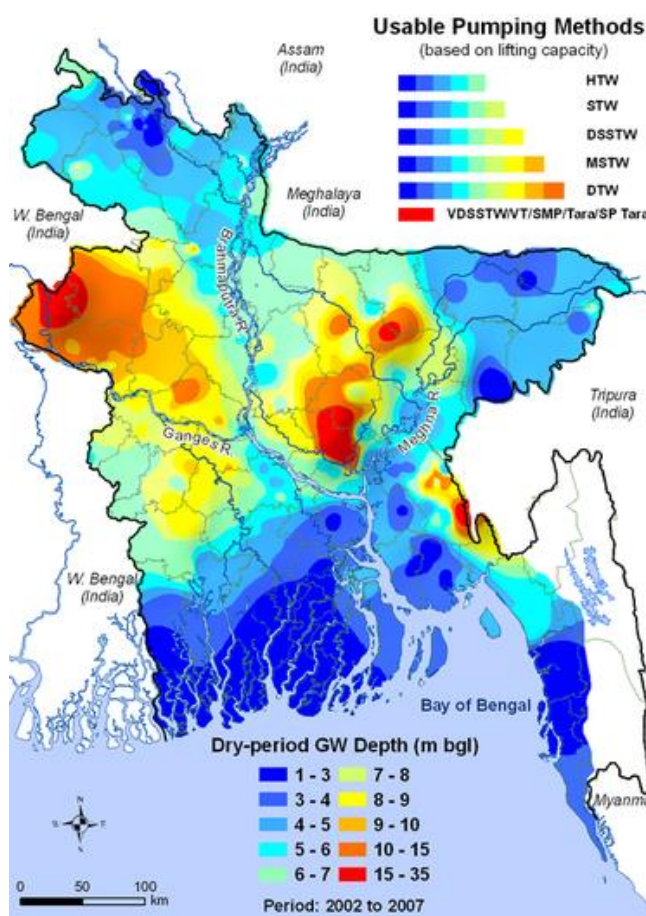 Usable Pumping Methods
(based on lifting capacity)
HTW
STW
DSSTW
MSTW
DTW
VDSSTW/VT/SMP/Tara/SP Tara
Assam
(India)
Meghalaya
(India)
W. Bengal
(India)
Brahmaputra R.
Tripura
(India)
Meghna R.
Ganges R.
W. Bengal
(India)
Bay of Bengal
Myanma
Dry-period GW Depth (m bgl)
1 - 3
7 - 8
3 - 4
8 - 9
4 - 5
9 - 10
5 - 6
10 - 15
6 - 7
15 - 35
N
W
E
S
0
50
100
km
Period: 2002 to 2007